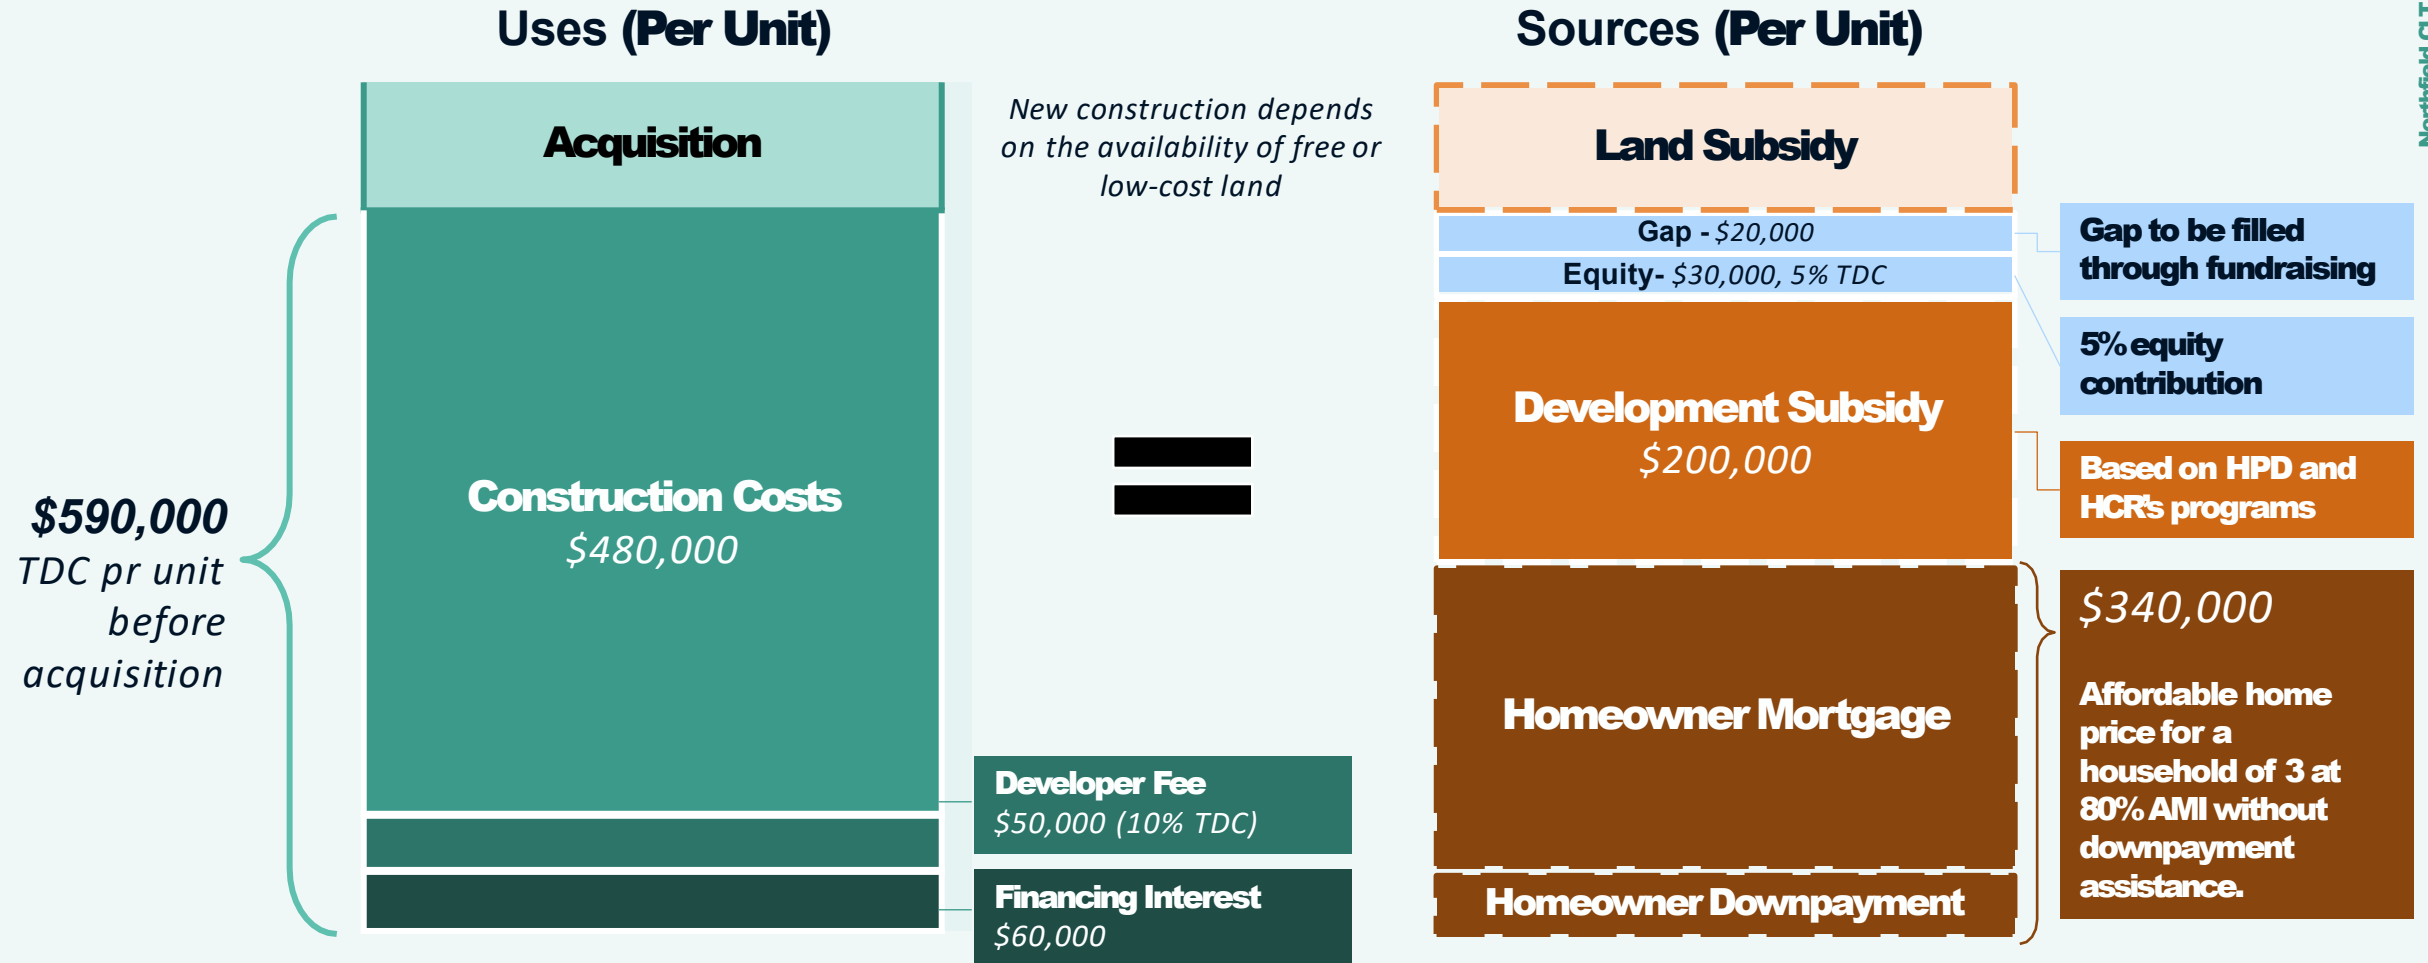 Uses (Per Unit)
Sources (Per Unit)
Northfield CLT
Acquisition
New construction depends
on the availability of free or
low-cost land
Land Subsidy
Gap - $20,000
Equity- $30,000, 5% TDC
Gap to be filled
through fundraising
5% equity
contribution
Development Subsidy
$200,000
Based on HPD and
HCR's programs
$590,000
TDC pr unit
before
acquisition
Construction Costs
$480,000
Homeowner Mortgage
$340,000
Affordable home
price for a
household of 3 at
80% AMI without
downpayment
assistance.
Developer Fee
$50,000 (10% TDC)
Financing Interest
$60,000
Homeowner Downpayment